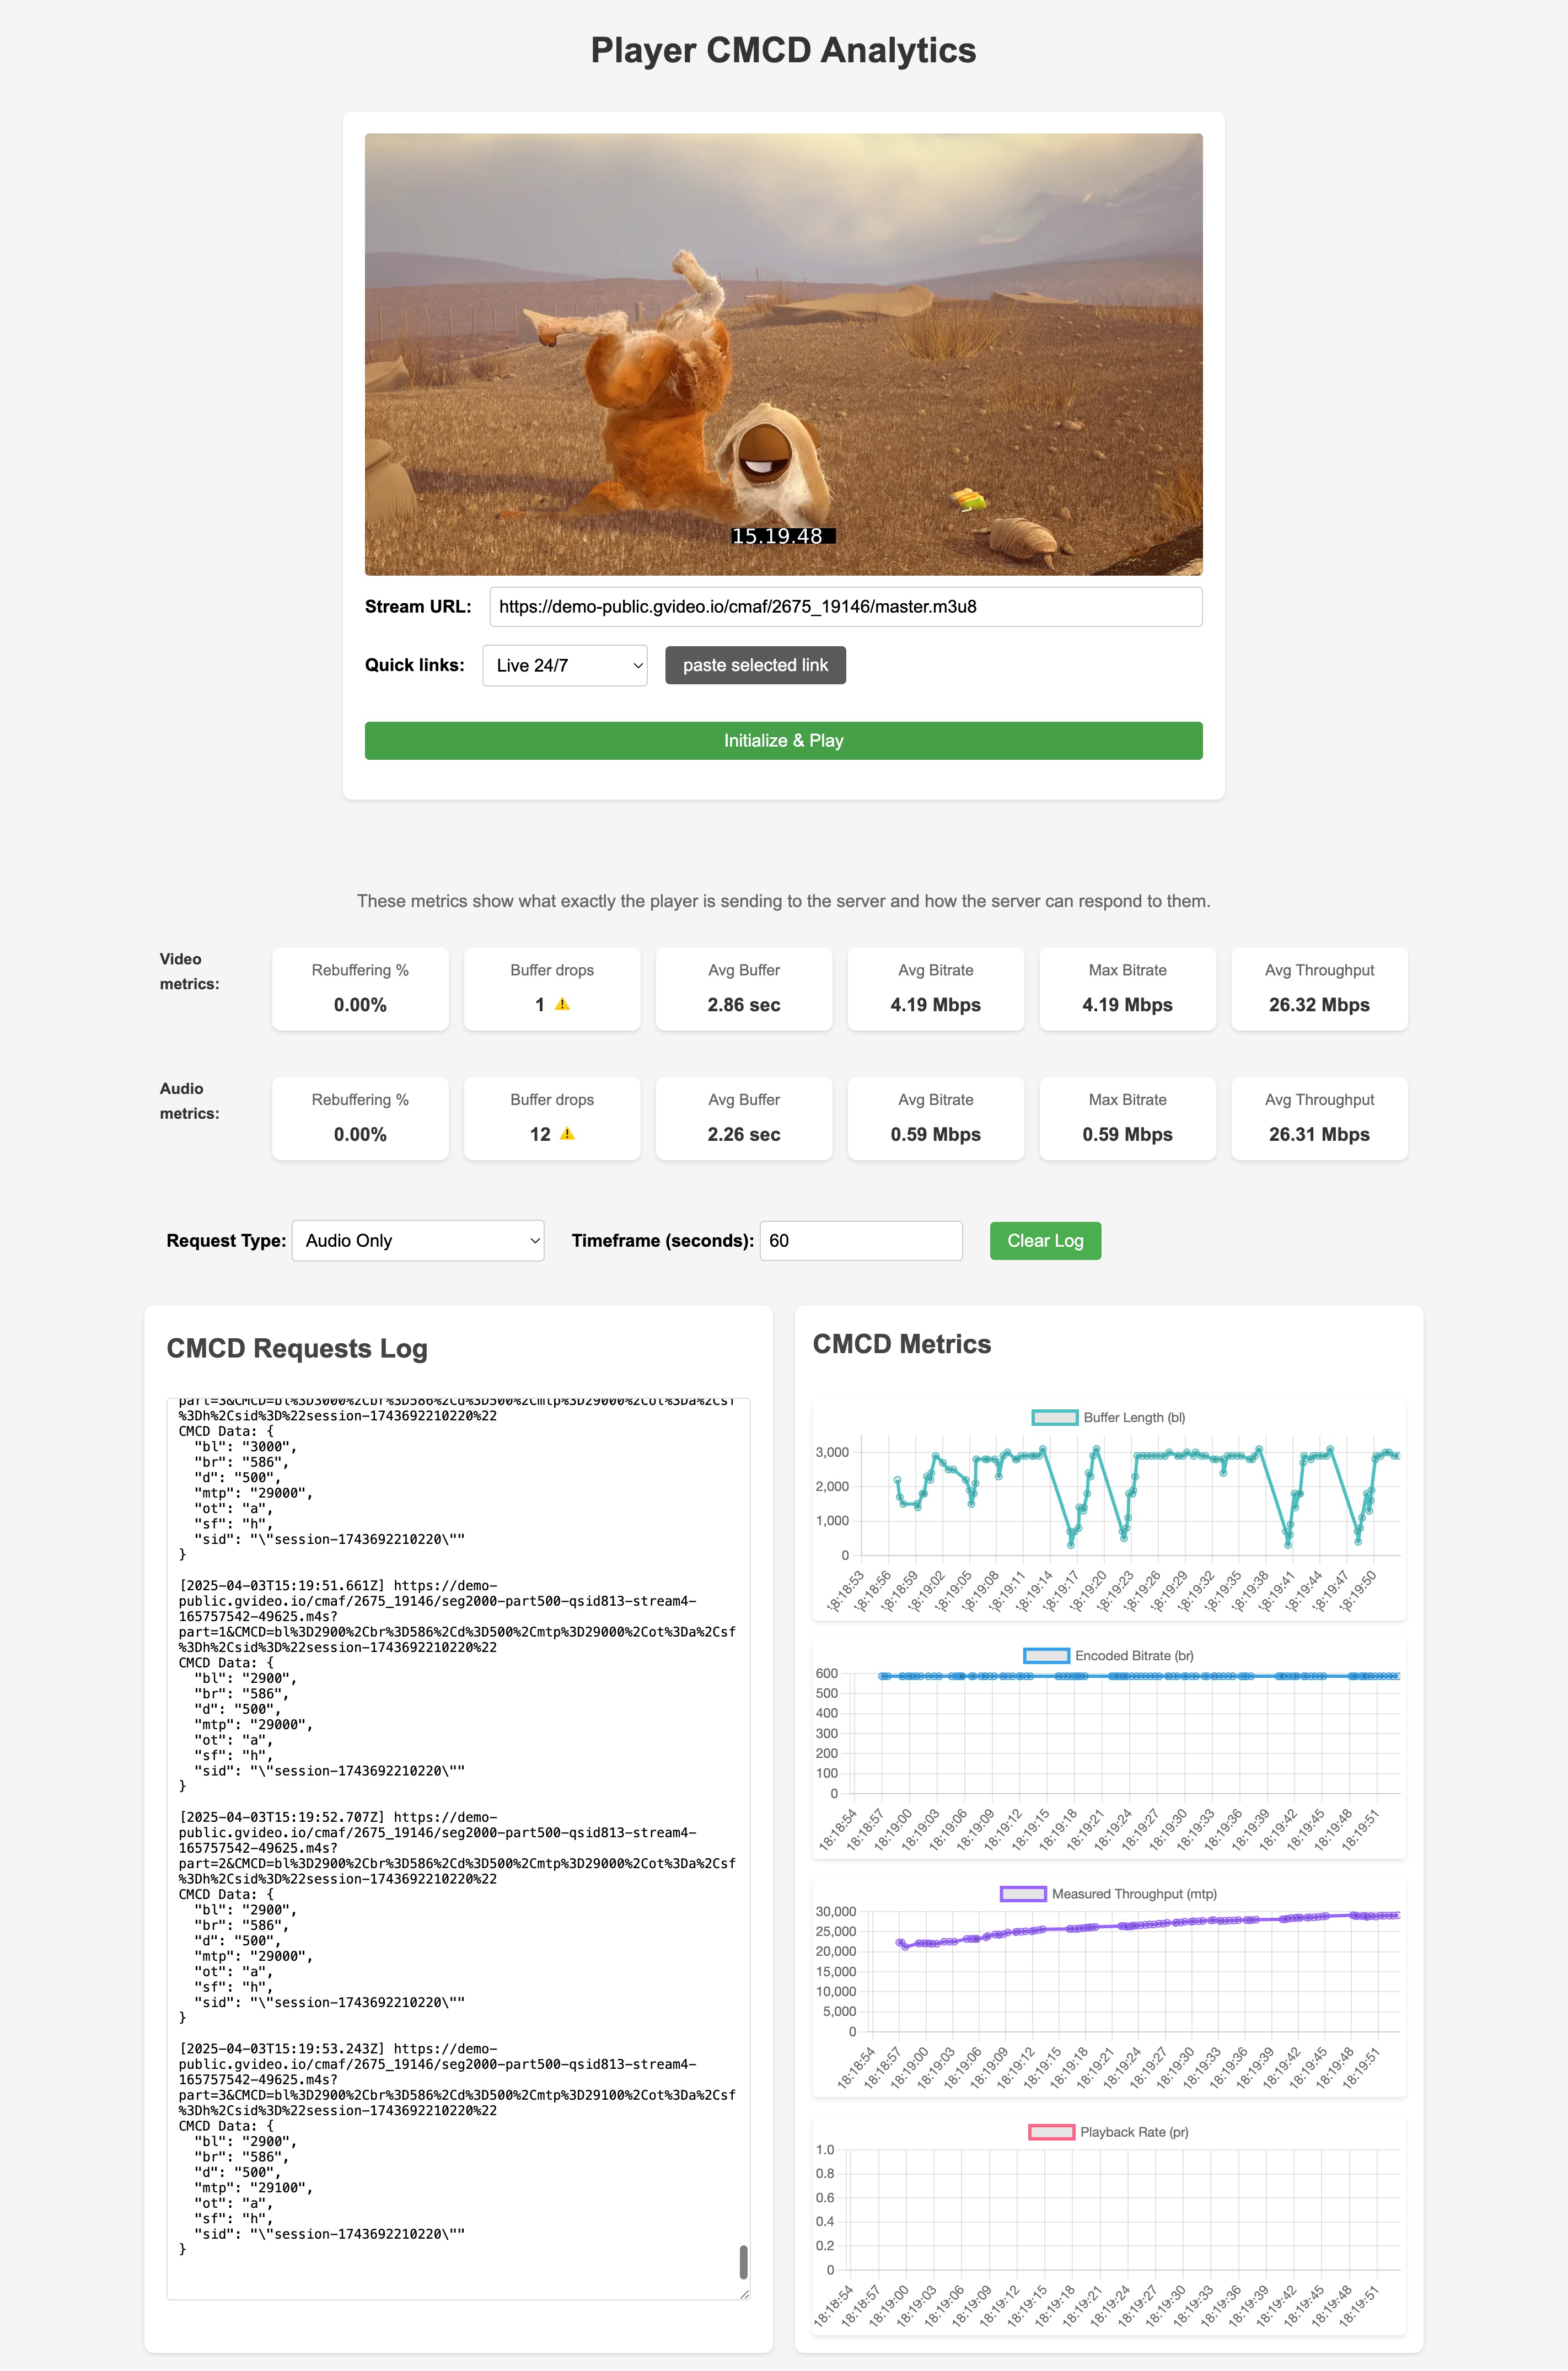 Player CMCD Analytics
15.19.48
Stream URL: https://demo-public.gvideo.io/cmaf/2675_19146/master.m3u8
Quick links: Live 24/7 paste selected link
Initialize & Play
These metrics show what exactly the player is sending to the server and how the server can respond to them.
Video metrics:
Rebuffering % Buffer drops Avg Buffer Avg Bitrate Max Bitrate Avg Throughput
0.00% 1 ⚠ 2.86 sec 4.19 Mbps 4.19 Mbps 26.32 Mbps
Audio metrics:
Rebuffering % Buffer drops Avg Buffer Avg Bitrate Max Bitrate Avg Throughput
0.00% 12 ⚠ 2.26 sec 0.59 Mbps 0.59 Mbps 26.31 Mbps
Request Type: Audio Only Timeframe (seconds): 60 Clear Log
CMCD Requests Log
part=3&CMCD=bl%3D3000%2Cbr%3D586%2Cd%3D500%2Cmtp%3D29000%2Cot%3Da%2Csf
%3Dh%2Csid%3D%22session-1743692210220%22
CMCD Data: {
"bl": "3000",
"br": "586",
"d": "500",
"mtp": "29000",
"ot": "a",
"sf": "h",
"sid": "\"session-1743692210220\""
}
[2025-04-03T15:19:51.661Z] https://demo-
public.gvideo.io/cmaf/2675_19146/seg2000-part500-qsid813-stream4-
165757542-49625.m4s?
part=1&CMCD=bl%3D2900%2Cbr%3D586%2Cd%3D500%2Cmtp%3D29000%2Cot%3Da%2Csf
%3Dh%2Csid%3D%22session-1743692210220%22
CMCD Data: {
"bl": "2900",
"br": "586",
"d": "500",
"mtp": "29000",
"ot": "a",
"sf": "h",
"sid": "\"session-1743692210220\""
}
[2025-04-03T15:19:52.707Z] https://demo-
public.gvideo.io/cmaf/2675_19146/seg2000-part500-qsid813-stream4-
165757542-49625.m4s?
part=2&CMCD=bl%3D2900%2Cbr%3D586%2Cd%3D500%2Cmtp%3D29000%2Cot%3Da%2Csf
%3Dh%2Csid%3D%22session-1743692210220%22
CMCD Data: {
"bl": "2900",
"br": "586",
"d": "500",
"mtp": "29000",
"ot": "a",
"sf": "h",
"sid": "\"session-1743692210220\""
}
[2025-04-03T15:19:53.243Z] https://demo-
public.gvideo.io/cmaf/2675_19146/seg2000-part500-qsid813-stream4-
165757542-49625.m4s?
part=3&CMCD=bl%3D2900%2Cbr%3D586%2Cd%3D500%2Cmtp%3D29100%2Cot%3Da%2Csf
%3Dh%2Csid%3D%22session-1743692210220%22
CMCD Data: {
"bl": "2900",
"br": "586",
"d": "500",
"mtp": "29100",
"ot": "a",
"sf": "h",
"sid": "\"session-1743692210220\""
}
CMCD Metrics
Buffer Length (bl)
3,000
2,000
1,000
0
18:18:53 18:18:56 18:18:59 18:19:02 18:19:05 18:19:08 18:19:11 18:19:14 18:19:17 18:19:20 18:19:23 18:19:26 18:19:29 18:19:32 18:19:35 18:19:38 18:19:41 18:19:44 18:19:47 18:19:50
Encoded Bitrate (br)
600
500
400
300
200
100
0
18:18:54 18:18:57 18:19:00 18:19:03 18:19:06 18:19:09 18:19:12 18:19:15 18:19:18 18:19:21 18:19:24 18:19:27 18:19:30 18:19:33 18:19:36 18:19:39 18:19:42 18:19:45 18:19:48 18:19:51
Measured Throughput (mtp)
30,000
25,000
20,000
15,000
10,000
5,000
0
18:18:54 18:18:57 18:19:00 18:19:03 18:19:06 18:19:09 18:19:12 18:19:15 18:19:18 18:19:21 18:19:24 18:19:27 18:19:30 18:19:33 18:19:36 18:19:39 18:19:42 18:19:45 18:19:48 18:19:51
Playback Rate (pr)
1.0
0.8
0.6
0.4
0.2
0
18:18:54 18:18:57 18:19:00 18:19:03 18:19:06 18:19:09 18:19:12 18:19:15 18:19:18 18:19:21 18:19:24 18:19:27 18:19:30 18:19:33 18:19:36 18:19:39 18:19:42 18:19:45 18:19:48 18:19:51